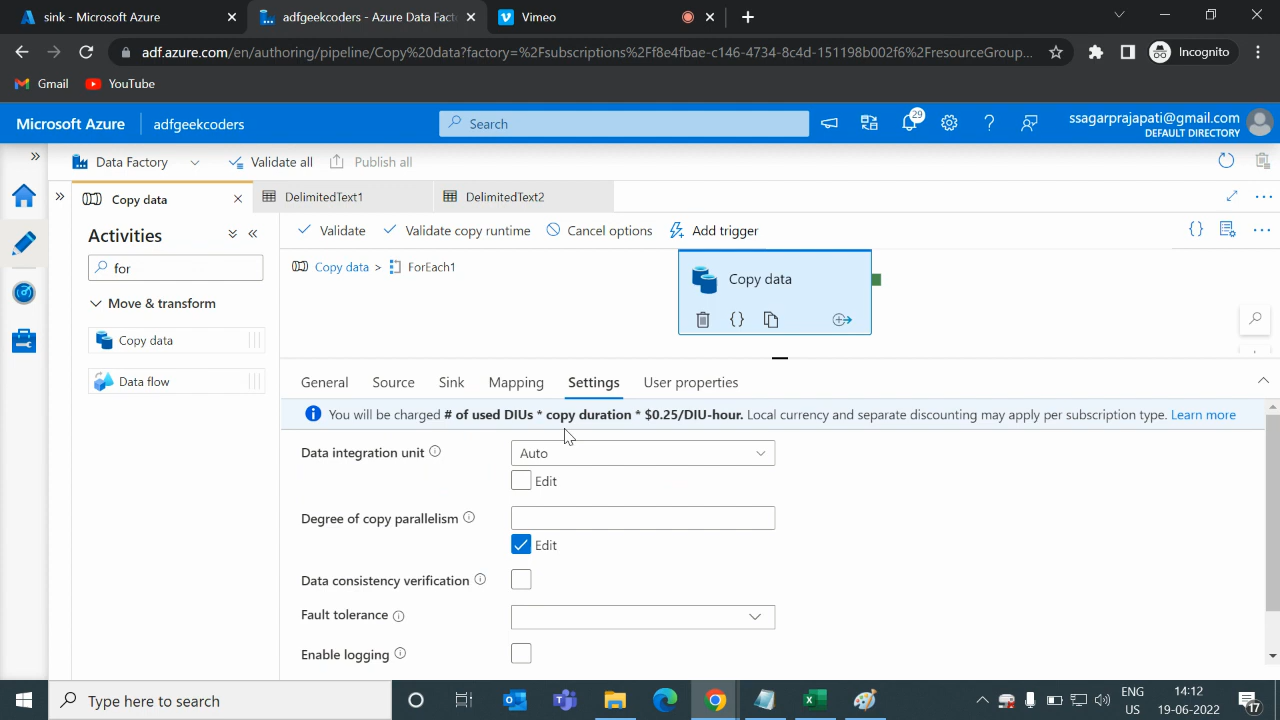 sink - Microsoft Azure
adfgeekcoders - Azure Data Fact
Vimeo
adf.azure.com/en/authoring/pipeline/Copy%20data?factory=%2Fsubscriptions%2Ff8e4fbae-c146-4734-8c4d-151198b002f6%2FresourceGroup...
Incognito
Gmail
YouTube
Microsoft Azure
adfgeekcoders
Search
29
ssagarprajapati@gmail.com
DEFAULT DIRECTORY
Data Factory
Validate all
Publish all
Copy data
DelimitedText1
DelimitedText2
Activities
Validate
Validate copy runtime
Cancel options
Add trigger
for
Copy data > ForEach1
Copy data
Move & transform
Copy data
Data flow
General
Source
Sink
Mapping
Settings
User properties
You will be charged # of used DIUs * copy duration * $0.25/DIU-hour. Local currency and separate discounting may apply per subscription type. Learn more
Data integration unit
Auto
Edit
Degree of copy parallelism
Edit
Data consistency verification
Fault tolerance
Enable logging
Type here to search
ENG
US
14:12
19-06-2022
17